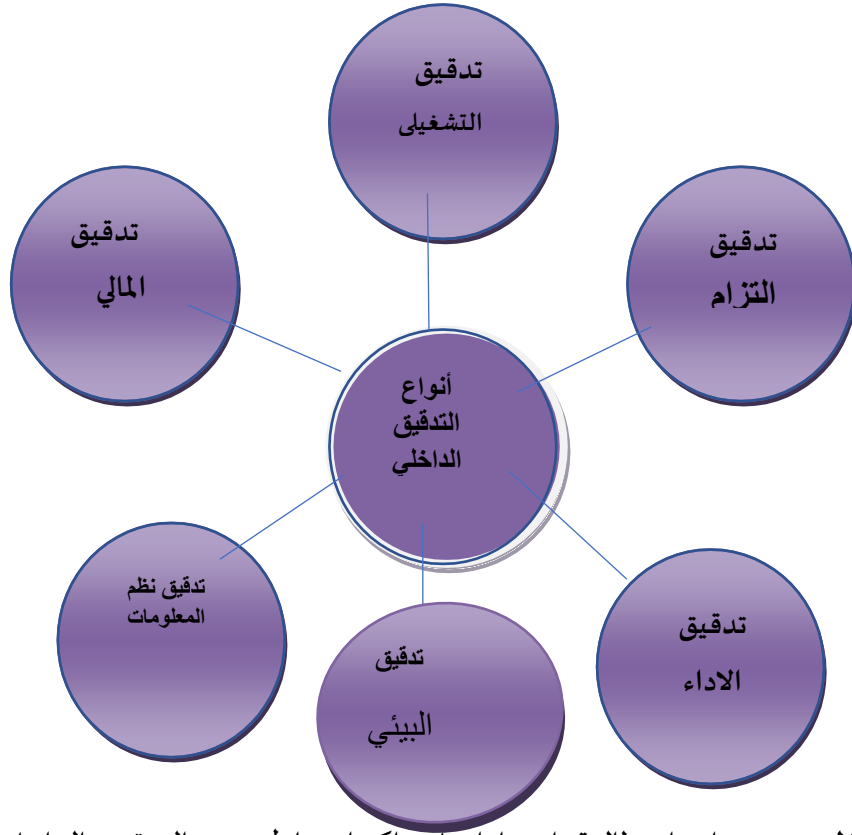 تدقيق
التشغيلى
تدقيق
المالي
تدقيق
التزام
أنواع
التدقيق
الداخلي
تدقيق نظم
المعلومات
تدقيق
البيئي
تدقيق
الاداء